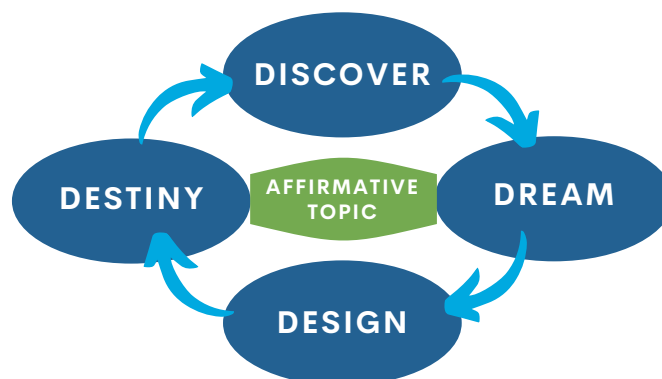 DISCOVER
DREAM
DESIGN
DESTINY
AFFIRMATIVE
TOPIC